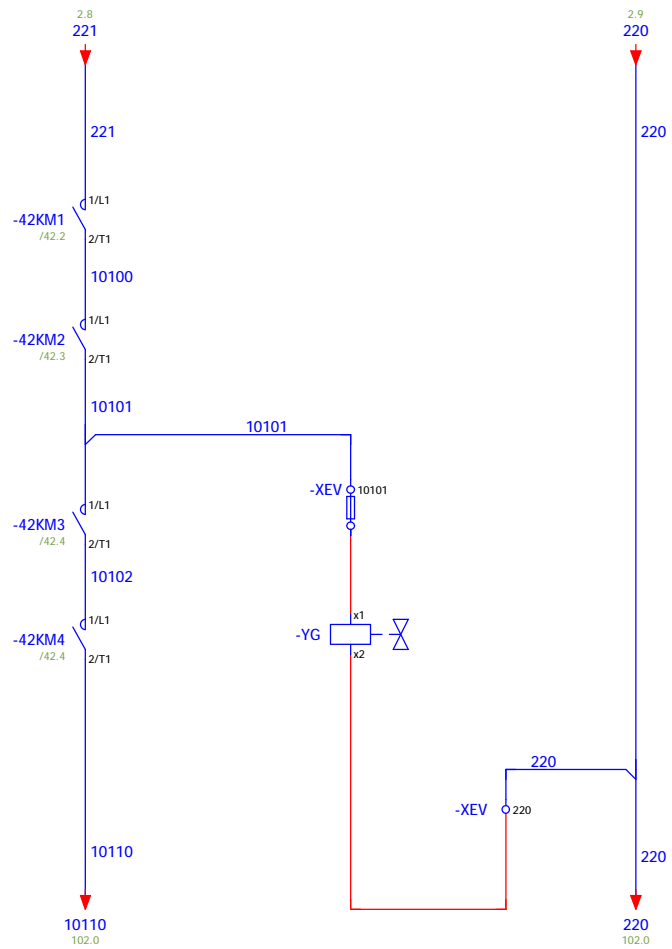 2.8
221
2.9
220
221
220
1/L1
-42KM1
/42.2
2/T1
10100
1/L1
-42KM2
/42.3
2/T1
10101
10101
-XEV
10101
1/L1
-42KM3
/42.4
2/T1
10102
x1
1/L1
-YG
-42KM4
/42.4
x2
2/T1
220
-XEV
220
10110
220
10110
102.0
220
102.0